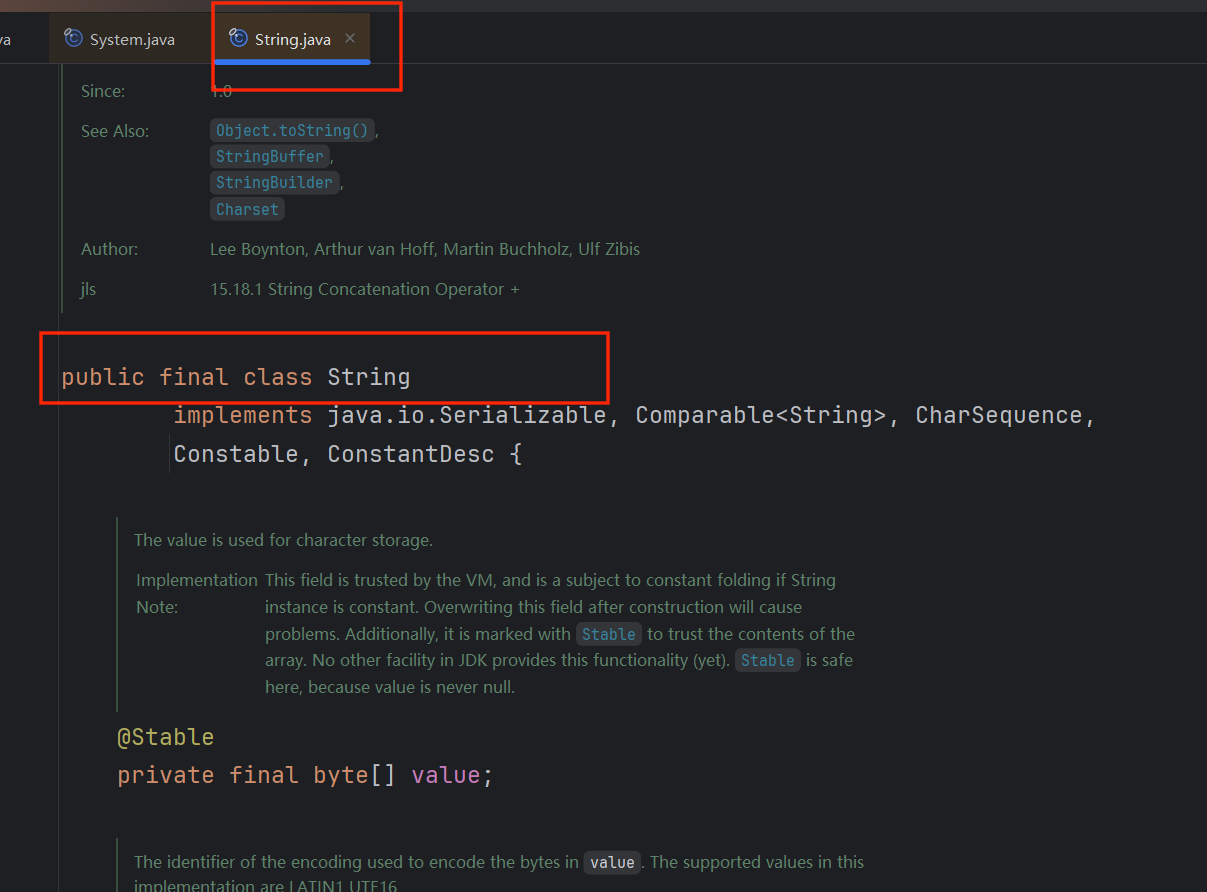 va
System.java
String.java
Since: 1.0
See Also: Object.toString(),
StringBuffer,
StringBuilder,
Charset
Author: Lee Boynton, Arthur van Hoff, Martin Buchholz, Ulf Zibis
jls 15.18.1 String Concatenation Operator +
public final class String
implements java.io.Serializable, Comparable<String>, CharSequence,
Constable, ConstantDesc {
The value is used for character storage.
Implementation This field is trusted by the VM, and is a subject to constant folding if String
Note: instance is constant. Overwriting this field after construction will cause
problems. Additionally, it is marked with Stable to trust the contents of the
array. No other facility in JDK provides this functionality (yet). Stable is safe
here, because value is never null.
@Stable
private final byte[] value;
The identifier of the encoding used to encode the bytes in value. The supported values in this
implementation are LATIN1 UTF16